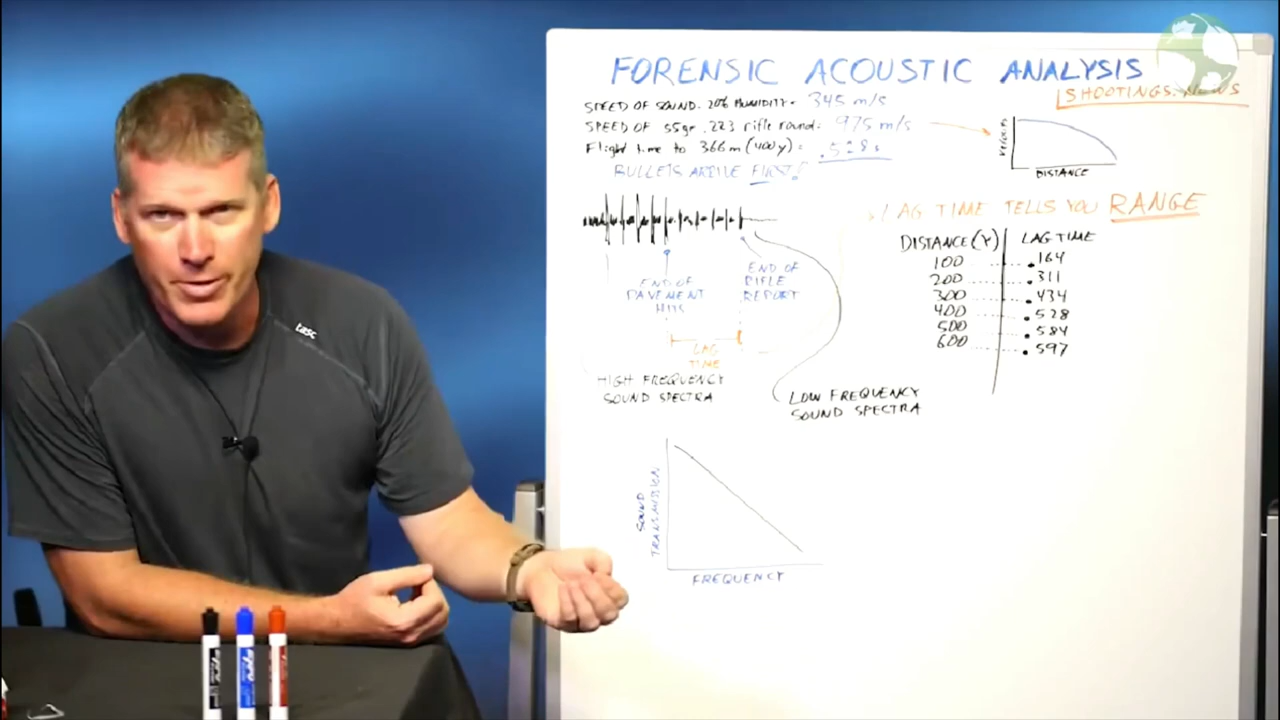 FORENSIC ACOUSTIC ANALYSIS
SHOOTINGS. NEWS
SPEED OF SOUND. 20% HUMIDITY = 345 m/s
SPEED OF 55gr .223 rifle round: 975 m/s
Flight time to 366m (400y) = .528s
BULLETS ARRIVE FIRST!
VELOCITY
DISTANCE
LAG TIME TELLS YOU RANGE
DISTANCE (Y) LAG TIME
100 .164
200 .311
300 .434
400 .528
500 .584
600 .597
END OF
PAVEMENT
HITS
END OF
RIFLE
REPORT
LAG
TIME
HIGH FREQUENCY
SOUND SPECTRA
LOW FREQUENCY
SOUND SPECTRA
SOUND
TRANSMISSION
FREQUENCY
tasc